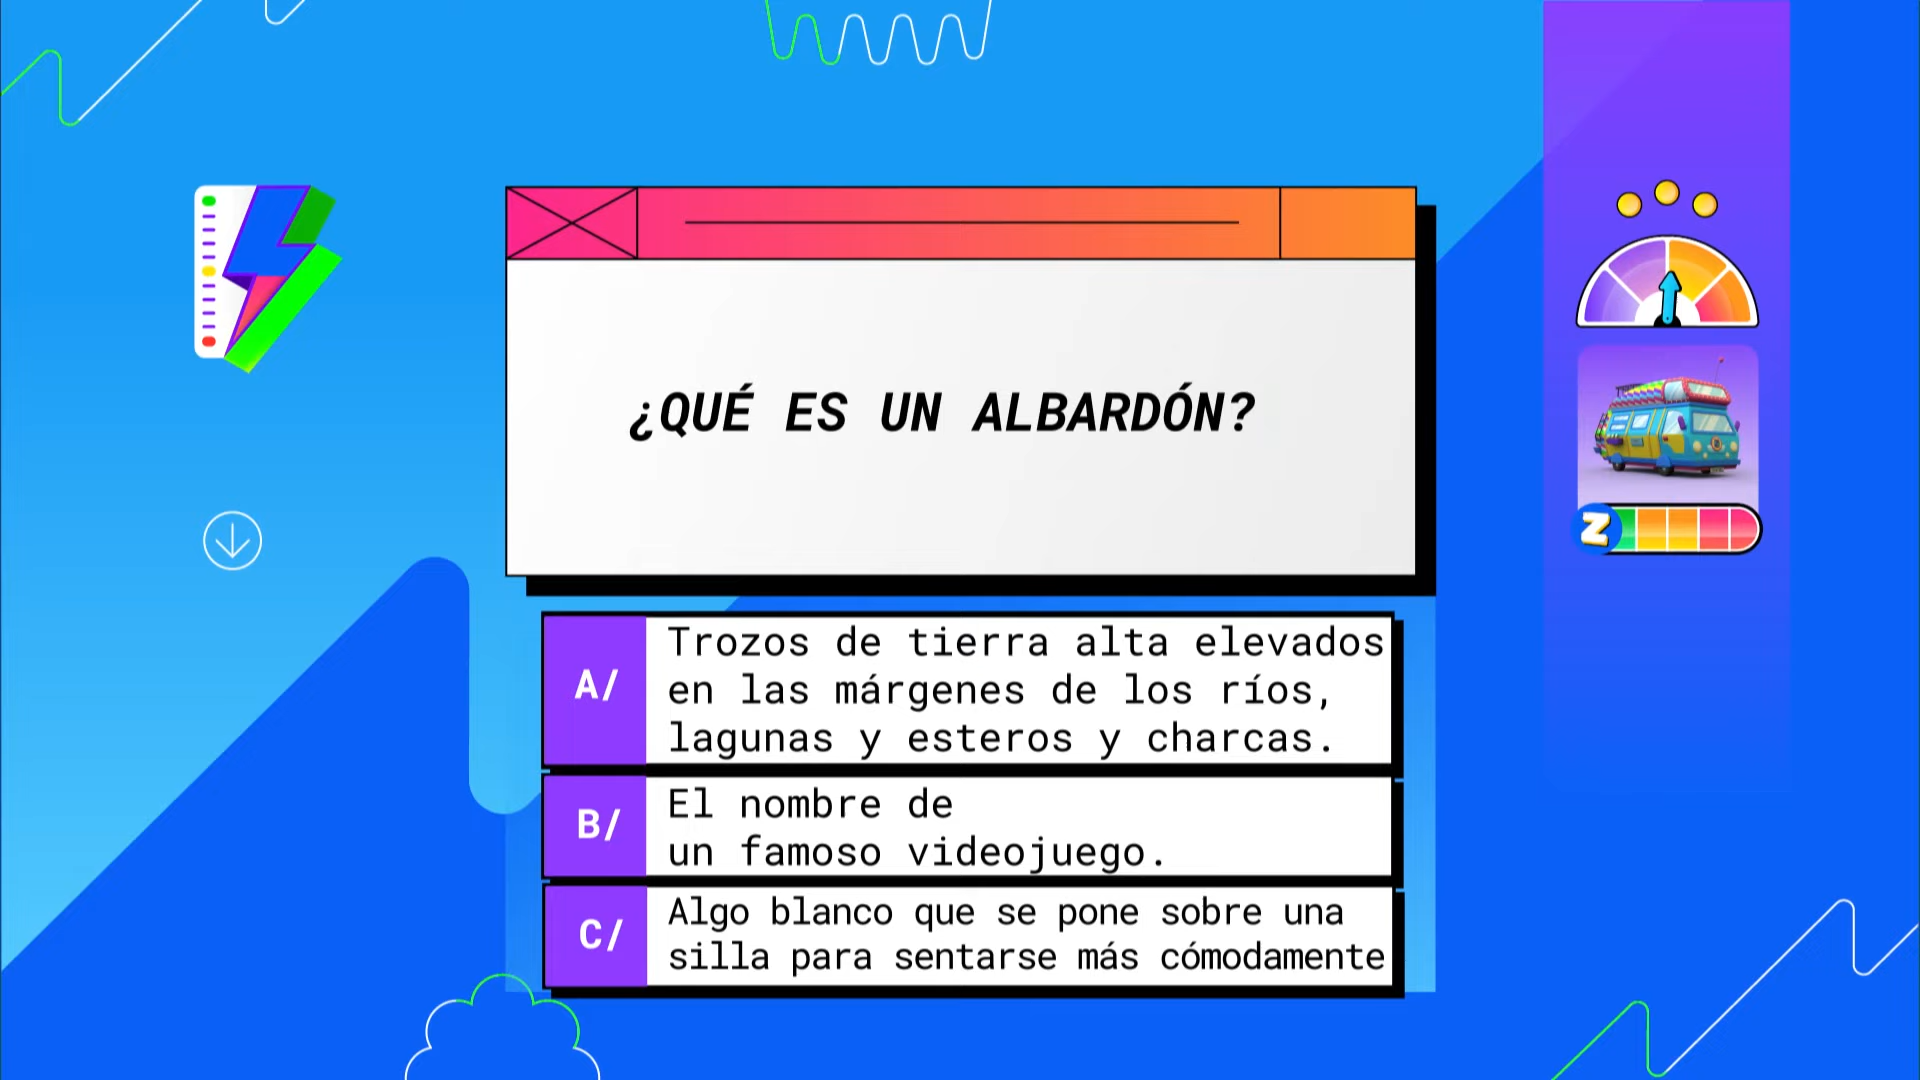 ¿QUÉ ES UN ALBARDÓN?
A/
Trozos de tierra alta elevados
en las márgenes de los ríos,
lagunas y esteros y charcas.
B/
El nombre de
un famoso videojuego.
C/
Algo blanco que se pone sobre una
silla para sentarse más cómodamente
Z